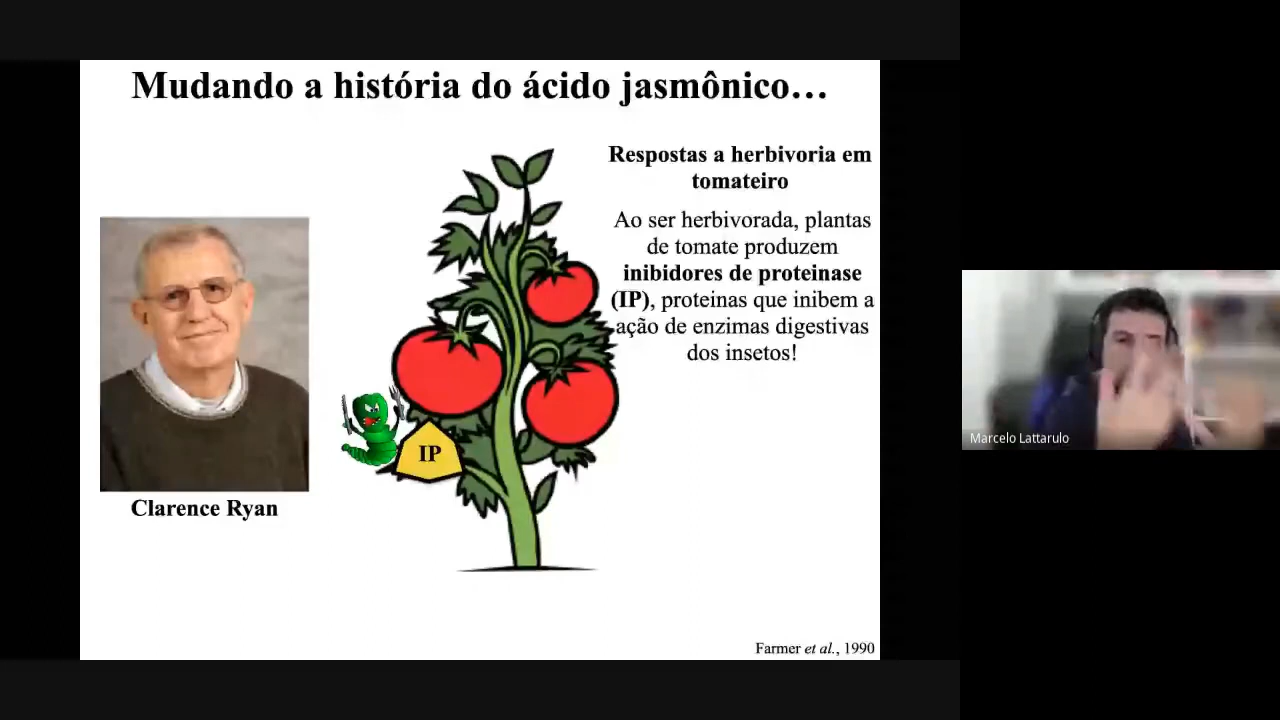 Mudando a história do ácido jasmônico…
Respostas a herbivoria em
tomateiro
Ao ser herbivorada, plantas
de tomate produzem
inibidores de proteinase
(IP), proteinas que inibem a
ação de enzimas digestivas
dos insetos!
IP
Clarence Ryan
Farmer et al., 1990
Marcelo Lattarulo